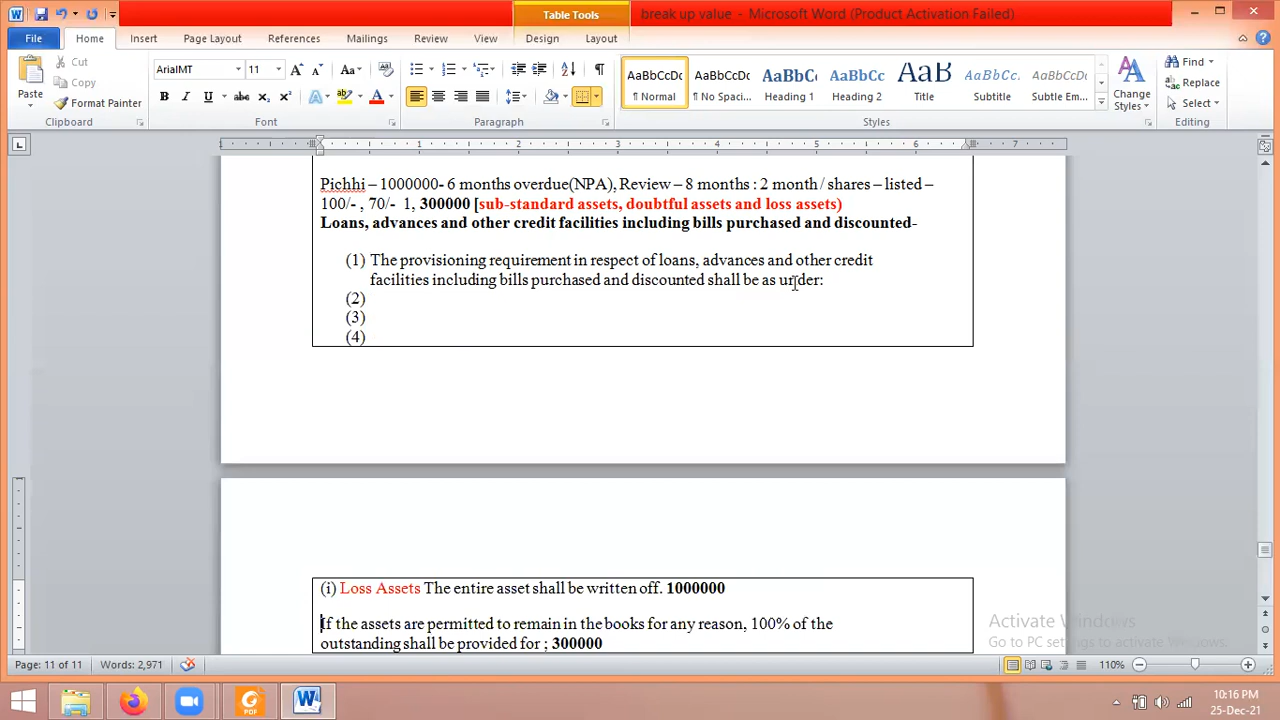 Table Tools
break up value - Microsoft Word (Product Activation Failed)
File Home Insert Page Layout References Mailings Review View Design Layout
Paste
Cut
Copy
Format Painter
Clipboard
ArialMT 11
Font
Paragraph
AaBbCcDc AaBbCcDc AaBbCc AaBbCc AaB AaBbCcL AaBbCcDc
¶ Normal ¶ No Spaci... Heading 1 Heading 2 Title Subtitle Subtle Em...
Styles
Change Styles
Find
Replace
Select
Editing
Pichhi – 1000000- 6 months overdue(NPA), Review – 8 months : 2 month / shares – listed –
100/- , 70/- 1, 300000 [sub-standard assets, doubtful assets and loss assets)
Loans, advances and other credit facilities including bills purchased and discounted-
(1) The provisioning requirement in respect of loans, advances and other credit
facilities including bills purchased and discounted shall be as under:
(2)
(3)
(4)
(i) Loss Assets The entire asset shall be written off. 1000000
If the assets are permitted to remain in the books for any reason, 100% of the
outstanding shall be provided for ; 300000
Activate Windows
Go to PC settings to activate Windows.
Page: 11 of 11 Words: 2,971 110%
10:16 PM
25-Dec-21